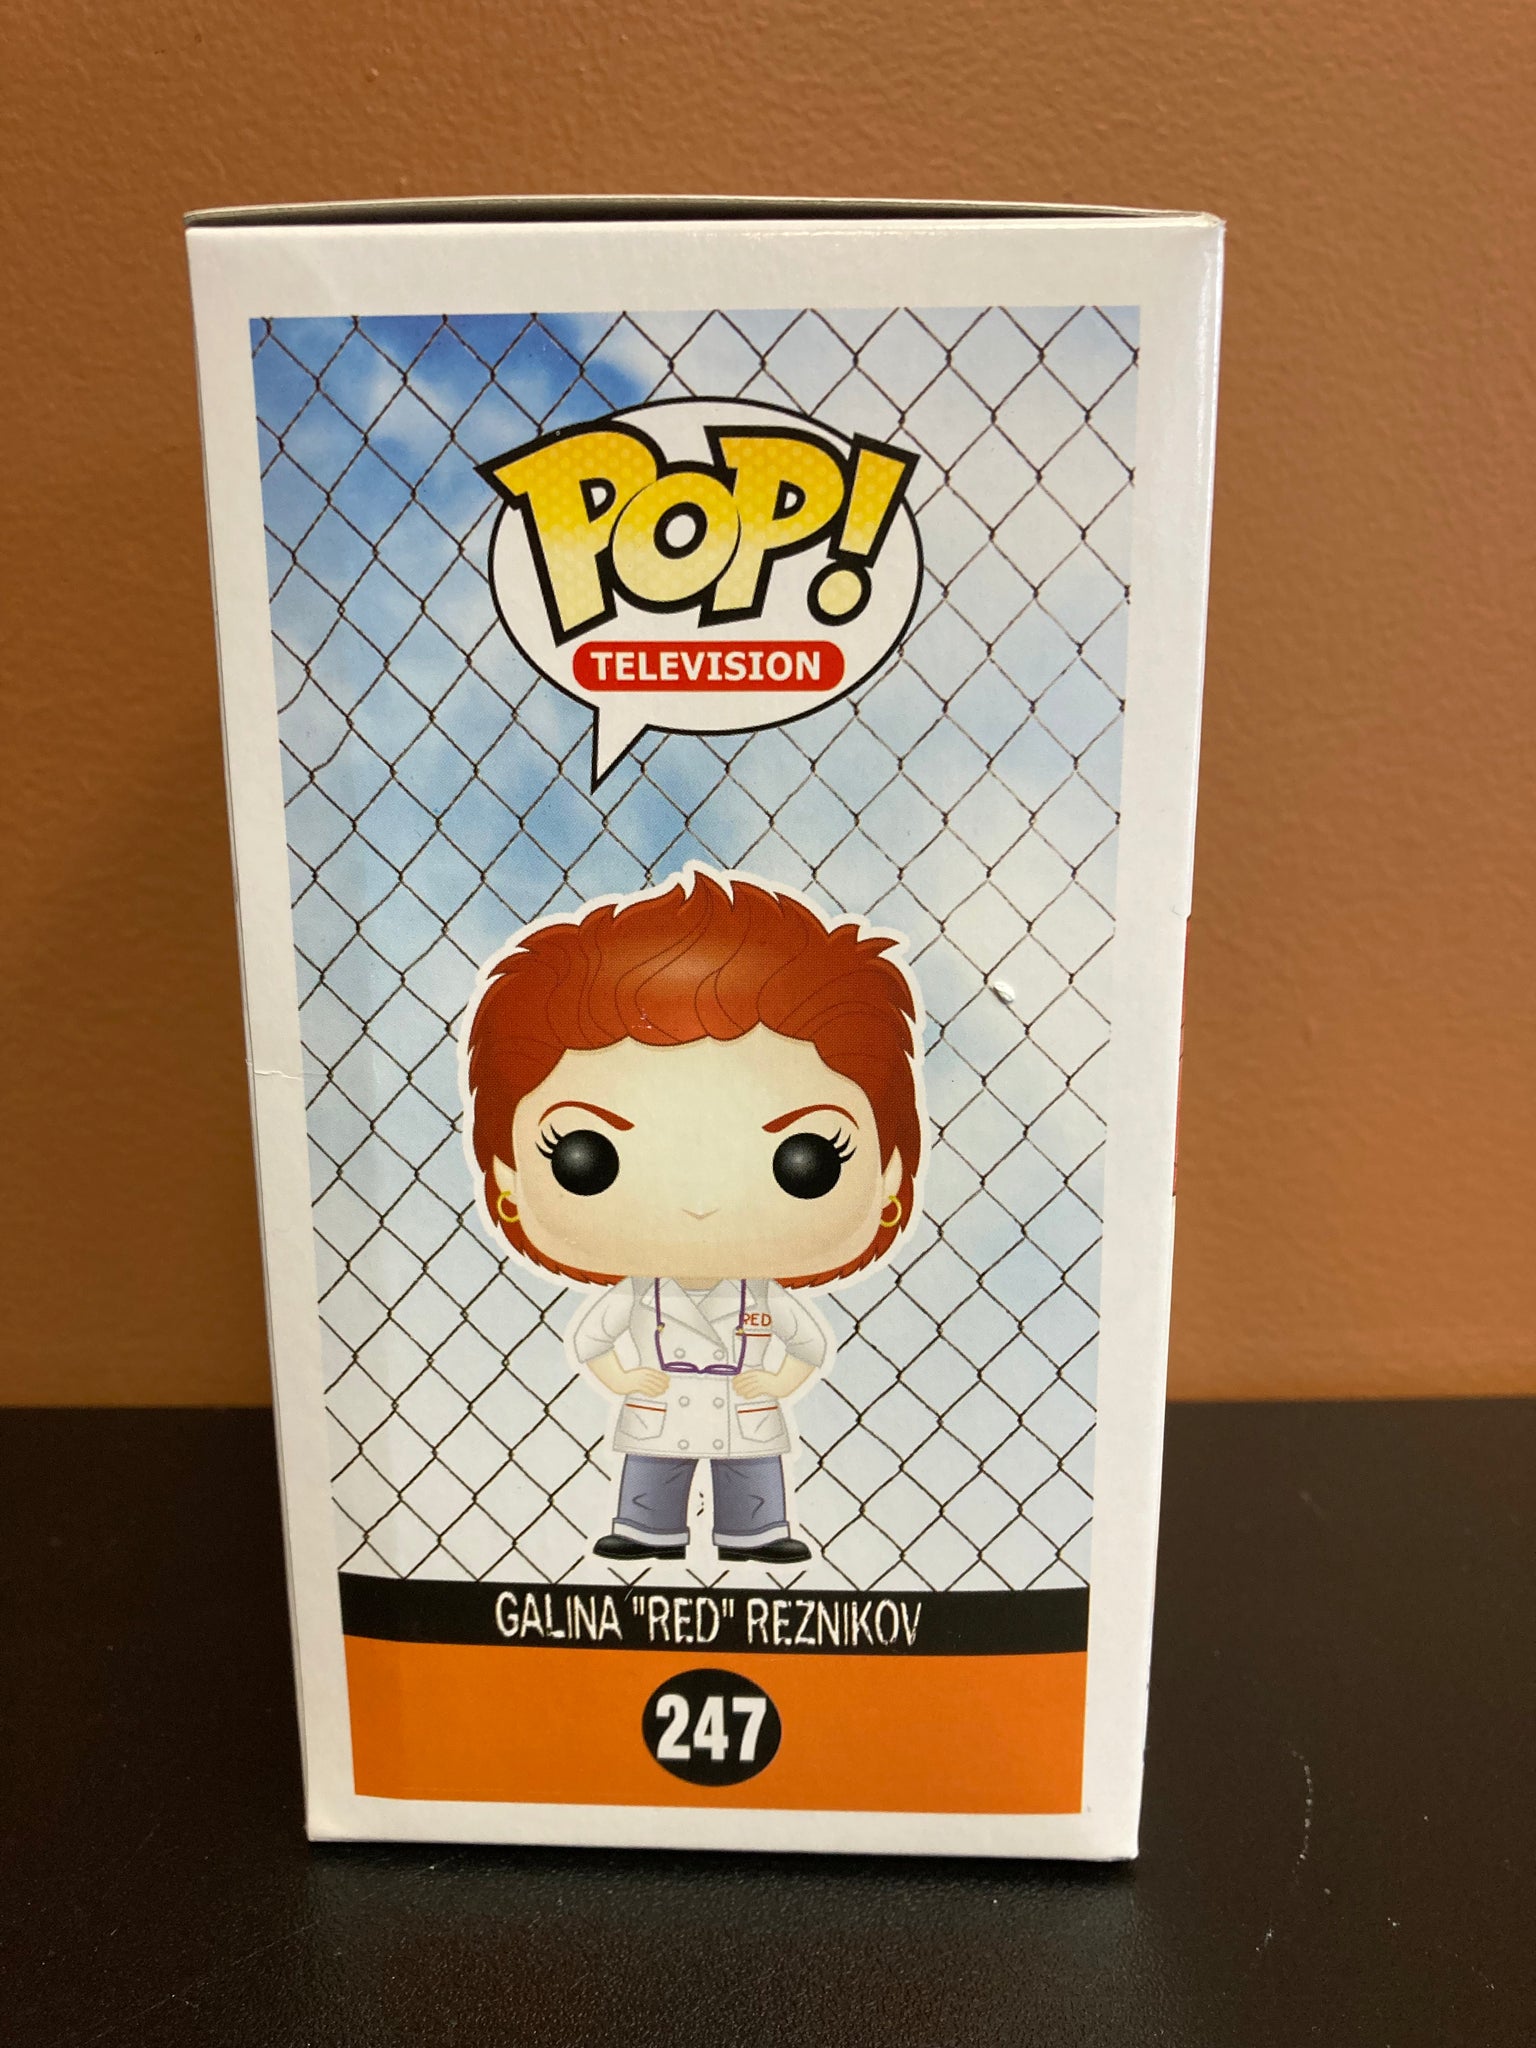 POP!
TELEVISION
RED
GALINA "RED" REZNIKOV
247